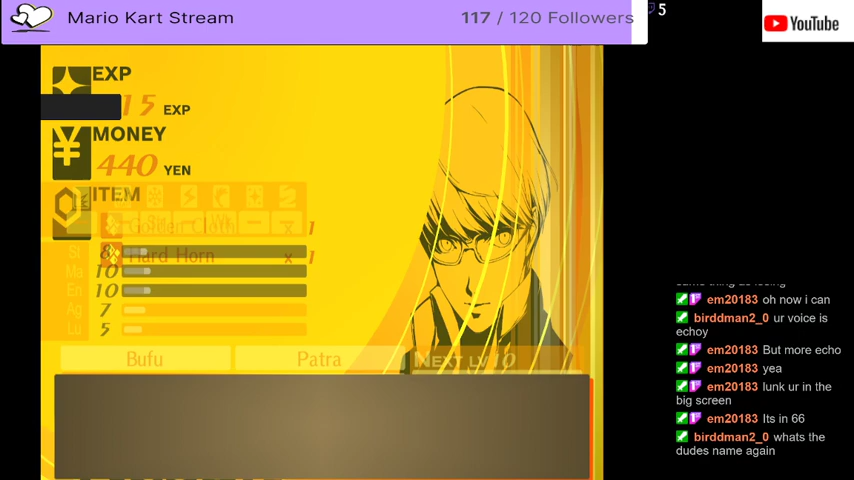 Mario Kart Stream
117 / 120 Followers
5
YouTube
EXP
15 EXP
MONEY
440 YEN
ITEM
Golden Cloth x 1
Hard Horn x 1
St 8
Ma 10
En 10
Ag 7
Lu 5
Bufu
Patra
NEXT LV 10
em20183 oh now i can
birddman2_0 ur voice is
echoy
em20183 But more echo
em20183 yea
em20183 lunk ur in the
big screen
em20183 Its in 66
birddman2_0 whats the
dudes name again